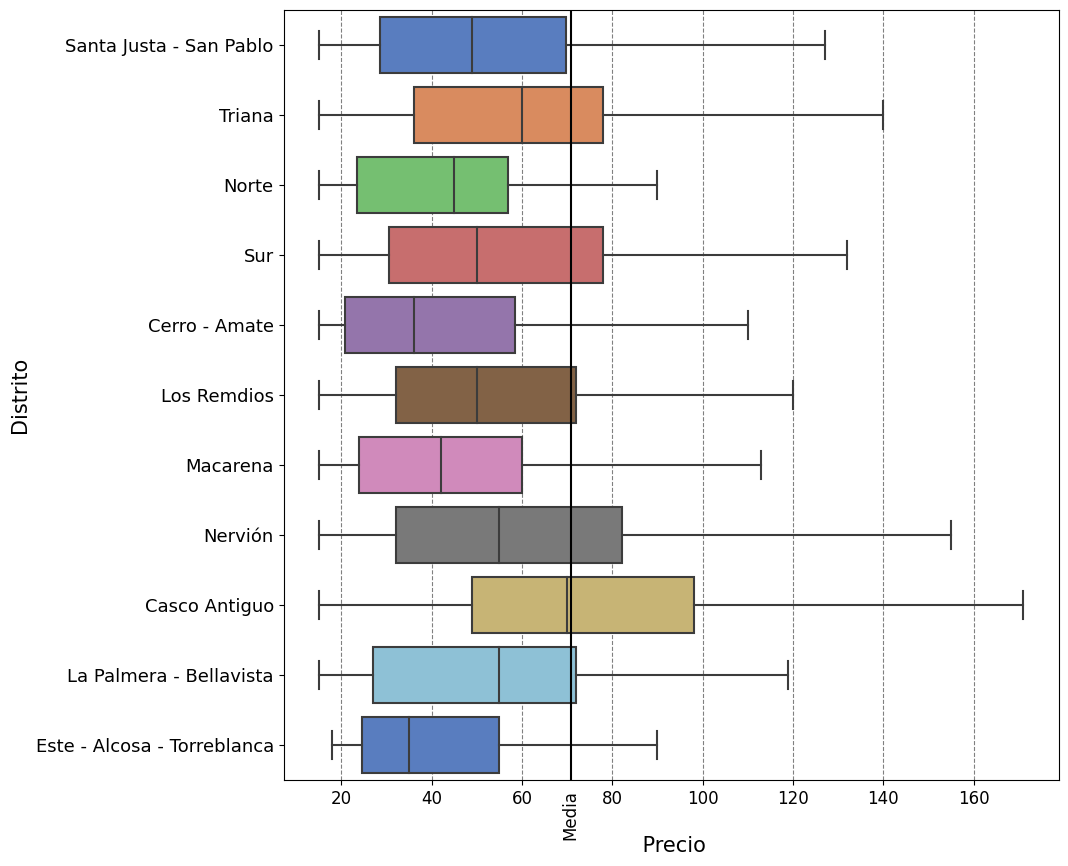 Distrito
Santa Justa - San Pablo
Triana
Norte
Sur
Cerro - Amate
Los Remdios
Macarena
Nervión
Casco Antiguo
La Palmera - Bellavista
Este - Alcosa - Torreblanca
20 40 60 80 100 120 140 160
Media
Precio